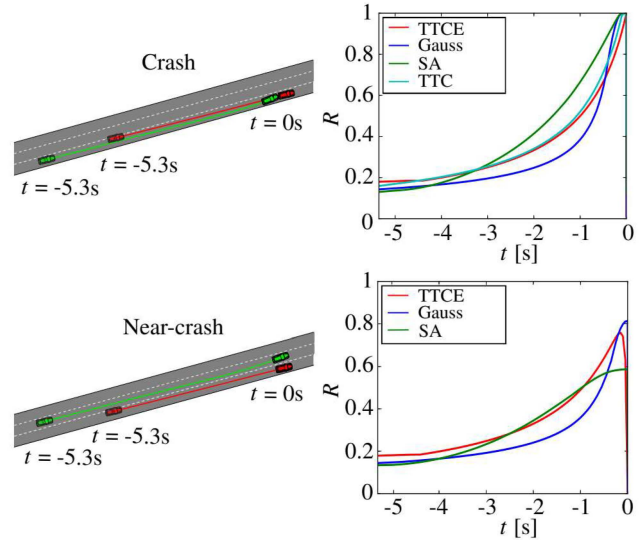 Crash
t = 0s
t = -5.3s
t = -5.3s
TTCE
Gauss
SA
TTC
R
1
0.8
0.6
0.4
0.2
0
-5 -4 -3 -2 -1 0
t [s]
Near-crash
t = 0s
t = -5.3s
t = -5.3s
TTCE
Gauss
SA
R
1
0.8
0.6
0.4
0.2
0
-5 -4 -3 -2 -1 0
t [s]